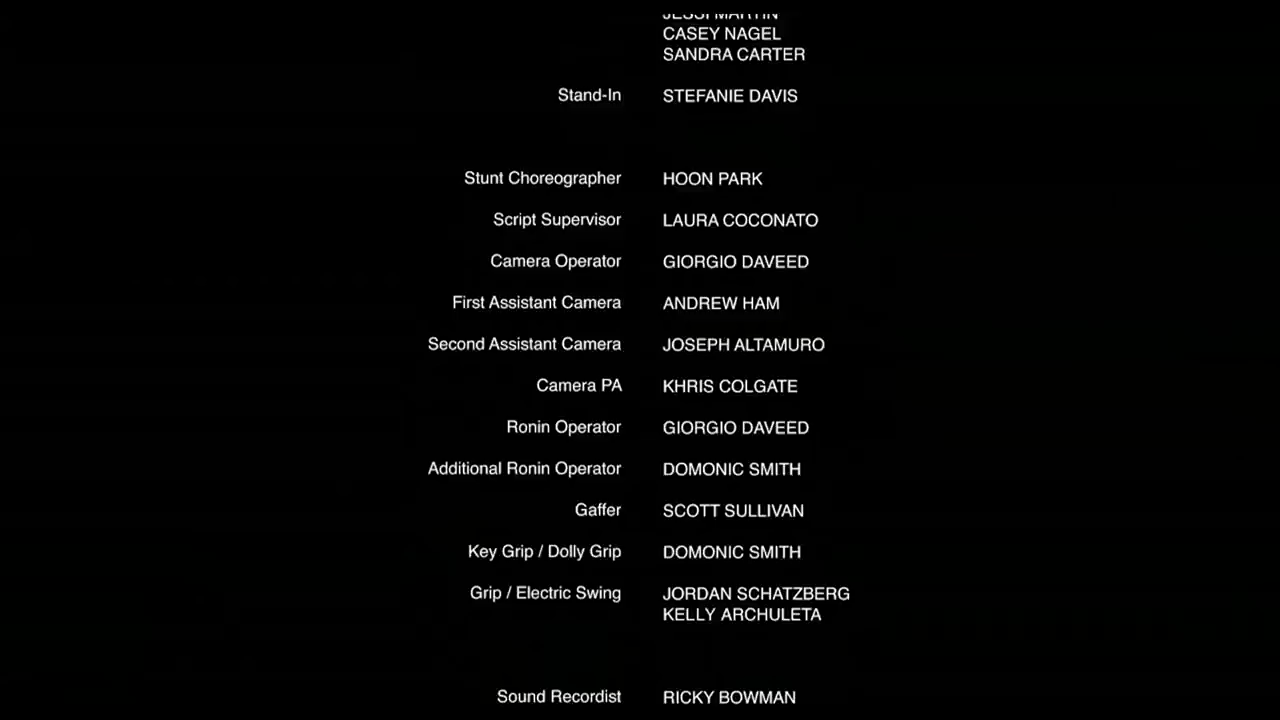 JESSI MARTIN
CASEY NAGEL
SANDRA CARTER
Stand-In STEFANIE DAVIS
Stunt Choreographer HOON PARK
Script Supervisor LAURA COCONATO
Camera Operator GIORGIO DAVEED
First Assistant Camera ANDREW HAM
Second Assistant Camera JOSEPH ALTAMURO
Camera PA KHRIS COLGATE
Ronin Operator GIORGIO DAVEED
Additional Ronin Operator DOMONIC SMITH
Gaffer SCOTT SULLIVAN
Key Grip / Dolly Grip DOMONIC SMITH
Grip / Electric Swing JORDAN SCHATZBERG
KELLY ARCHULETA
Sound Recordist RICKY BOWMAN